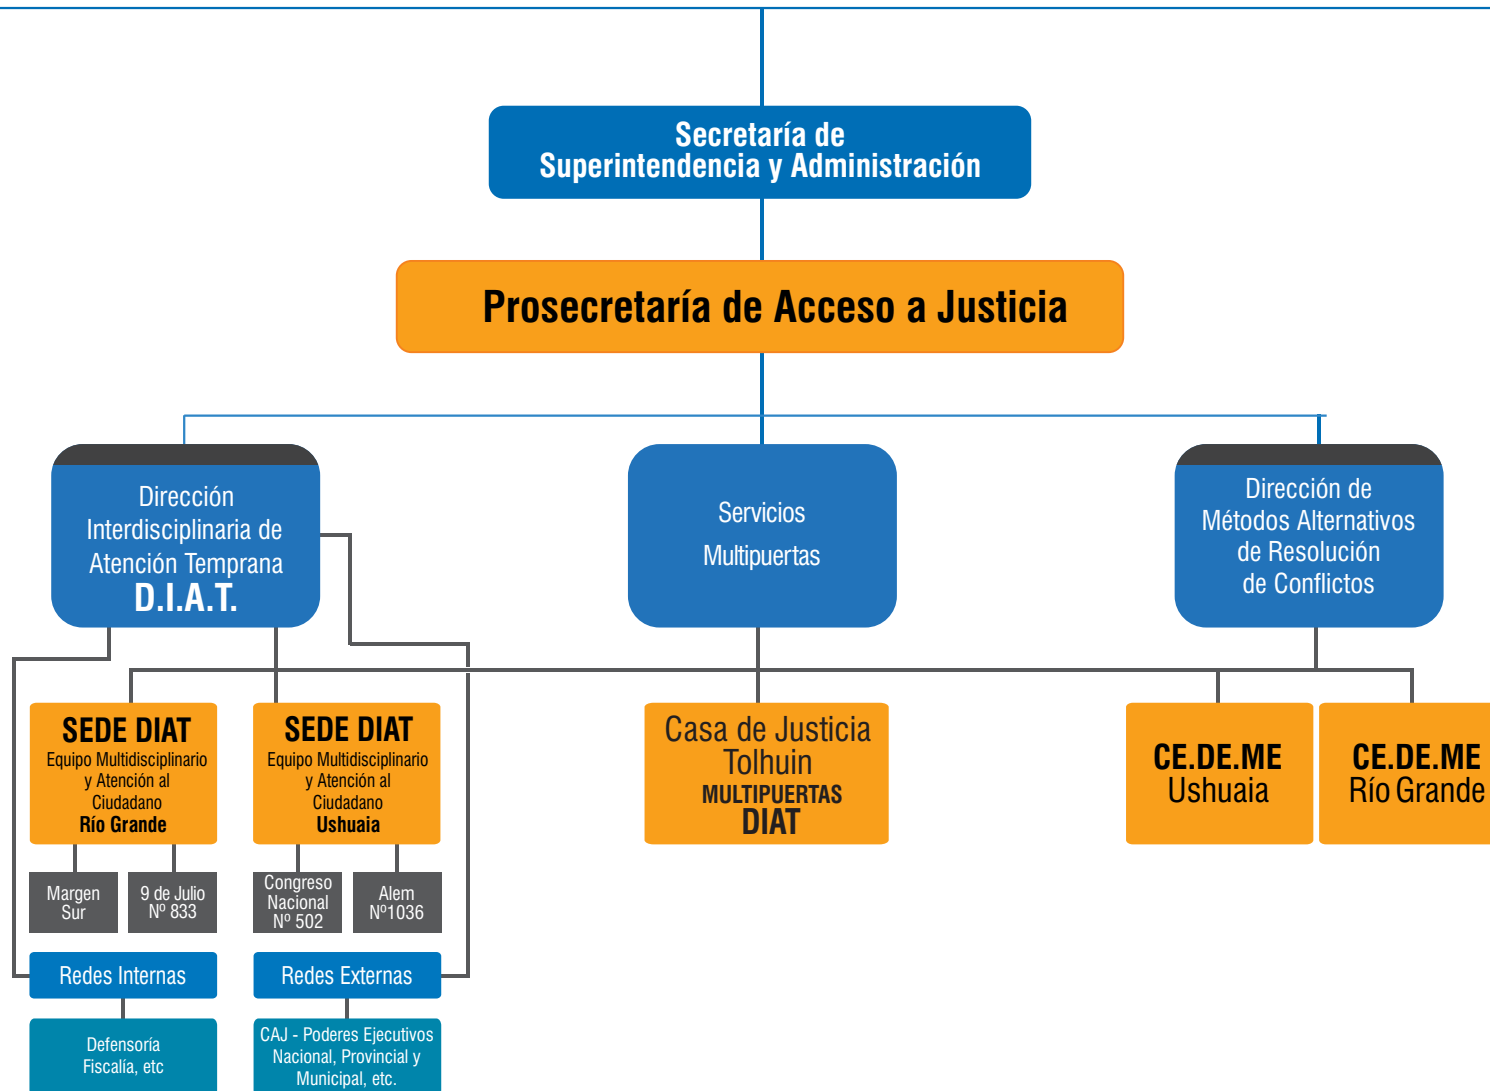 Secretaría de
Superintendencia y Administración
Prosecretaría de Acceso a Justicia
Dirección
Interdisciplinaria de
Atención Temprana
D.I.A.T.
Servicios
Multipuertas
Dirección de
Métodos Alternativos
de Resolución
de Conflictos
SEDE DIAT
Equipo Multidisciplinario
y Atención al
Ciudadano
Río Grande
SEDE DIAT
Equipo Multidisciplinario
y Atención al
Ciudadano
Ushuaia
Casa de Justicia
Tolhuin
MULTIPUERTAS
DIAT
CE.DE.ME
Ushuaia
CE.DE.ME
Río Grande
Margen
Sur
9 de Julio
Nº 833
Congreso
Nacional
Nº 502
Alem
Nº1036
Redes Internas
Redes Externas
Defensoría
Fiscalía, etc
CAJ - Poderes Ejecutivos
Nacional, Provincial y
Municipal, etc.